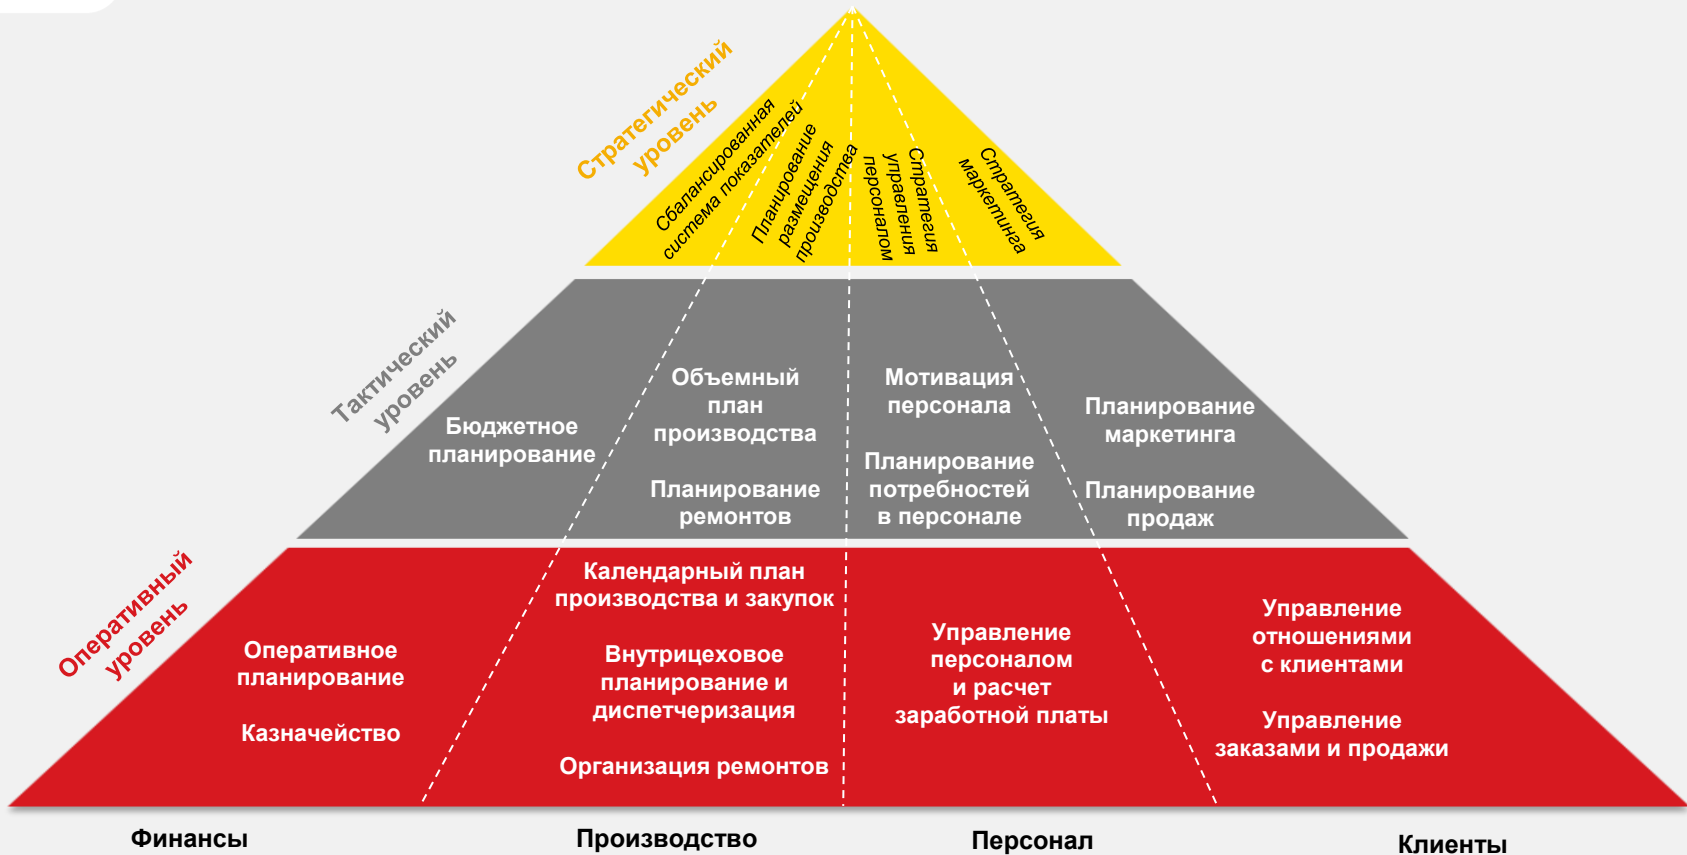 Стратегический
уровень
Сбалансированная
система показателей
Планирование
размещения
производства
Стратегия
управления
персоналом
Стратегия
маркетинга
Тактический
уровень
Бюджетное
планирование
Объемный
план
производства
Планирование
ремонтов
Мотивация
персонала
Планирование
потребностей
в персонале
Планирование
маркетинга
Планирование
продаж
Оперативный
уровень
Оперативное
планирование
Казначейство
Календарный план
производства и закупок
Внутрицеховое
планирование и
диспетчеризация
Организация ремонтов
Управление
персоналом
и расчет
заработной платы
Управление
отношениями
с клиентами
Управление
заказами и продажи
Финансы
Производство
Персонал
Клиенты